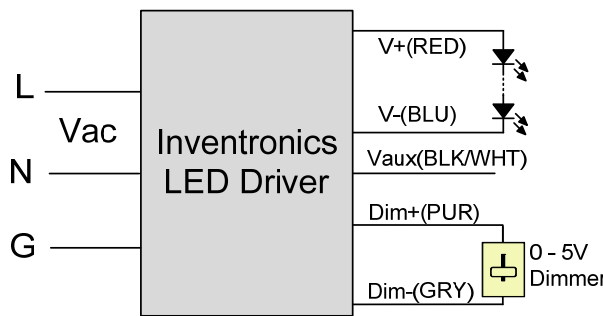 L
Vac
N
G
Inventronics
LED Driver
V+(RED)
V-(BLU)
Vaux(BLK/WHT)
Dim+(PUR)
Dim-(GRY)
0 - 5V
Dimmer